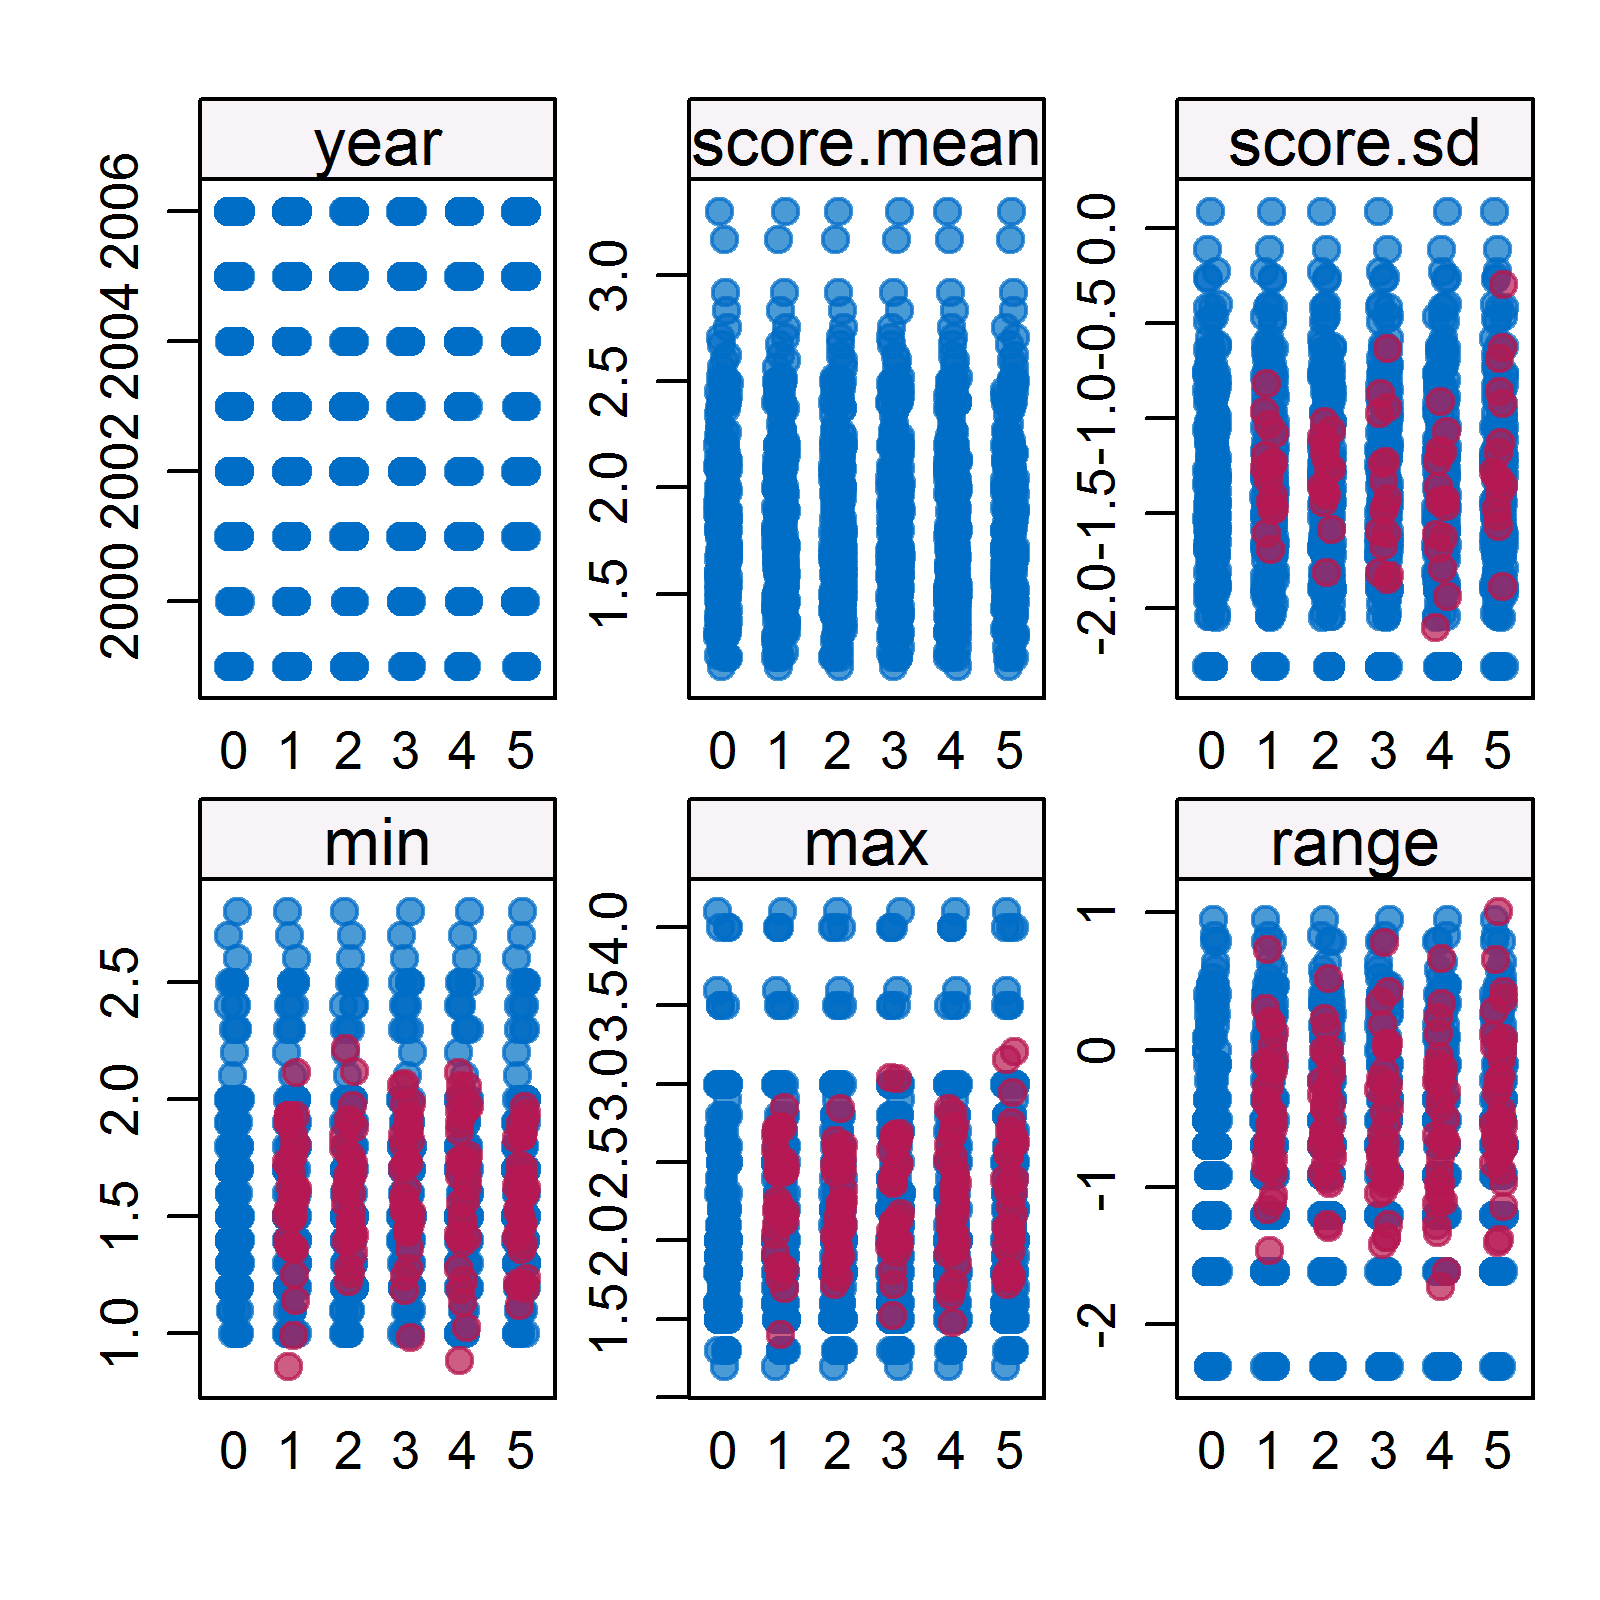 year
score.mean
score.sd
2000 2002 2004 2006
1.5 2.0 2.5 3.0
-2.0 -1.5 -1.0 -0.5 0.0
0 1 2 3 4 5
0 1 2 3 4 5
0 1 2 3 4 5
min
max
range
1.0 1.5 2.0 2.5
1.5 2.0 2.5 3.0 3.5 4.0
-2 -1 0 1
0 1 2 3 4 5
0 1 2 3 4 5
0 1 2 3 4 5